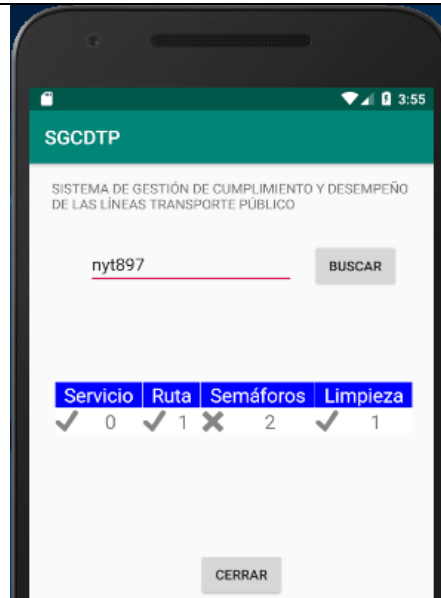 3:55
SGCDTP
SISTEMA DE GESTIÓN DE CUMPLIMIENTO Y DESEMPEÑO
DE LAS LÍNEAS TRANSPORTE PÚBLICO
nyt897 BUSCAR
Servicio Ruta Semáforos Limpieza
0 1 2 1
CERRAR